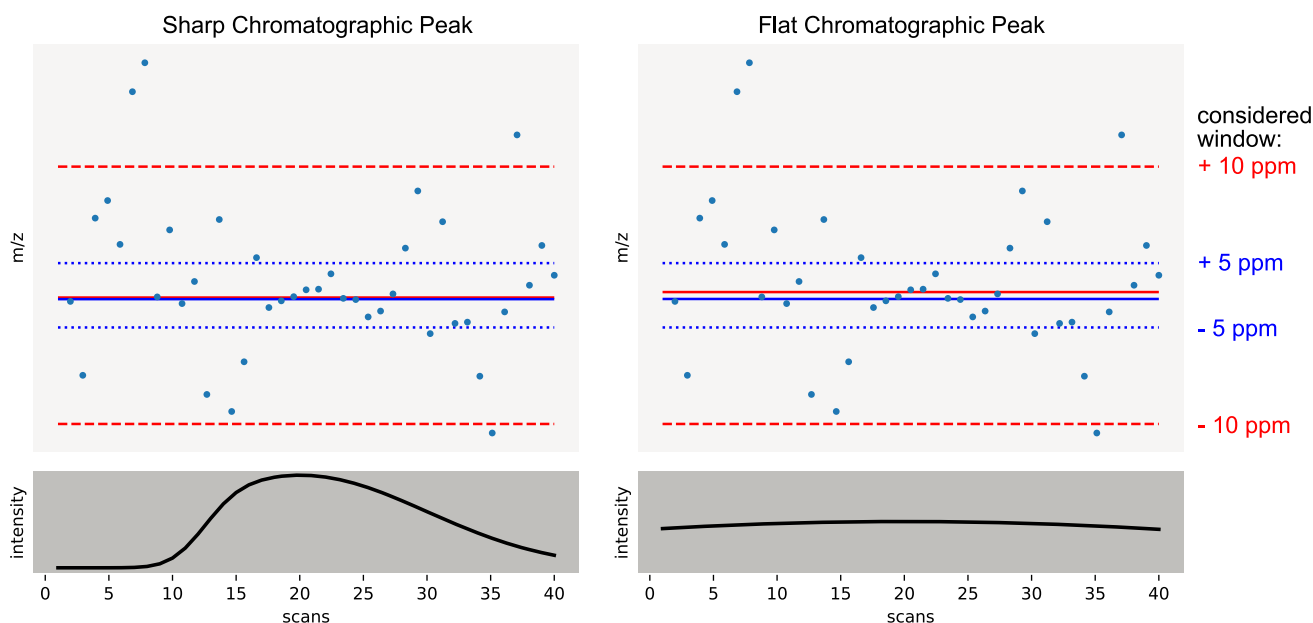 Sharp Chromatographic Peak
Flat Chromatographic Peak
m/z
m/z
considered
window:
+ 10 ppm
+ 5 ppm
- 5 ppm
- 10 ppm
intensity
intensity
0 5 10 15 20 25 30 35 40
0 5 10 15 20 25 30 35 40
scans
scans